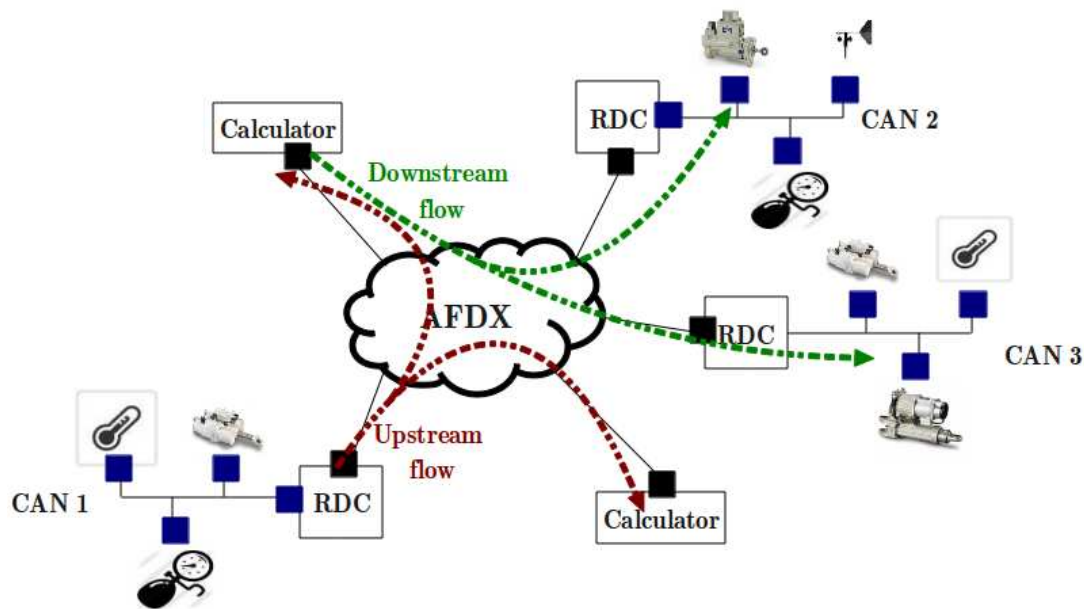 RDC
CAN 2
Calculator
Downstream
flow
AFDX
RDC
CAN 3
Upstream
flow
CAN 1
RDC
Calculator